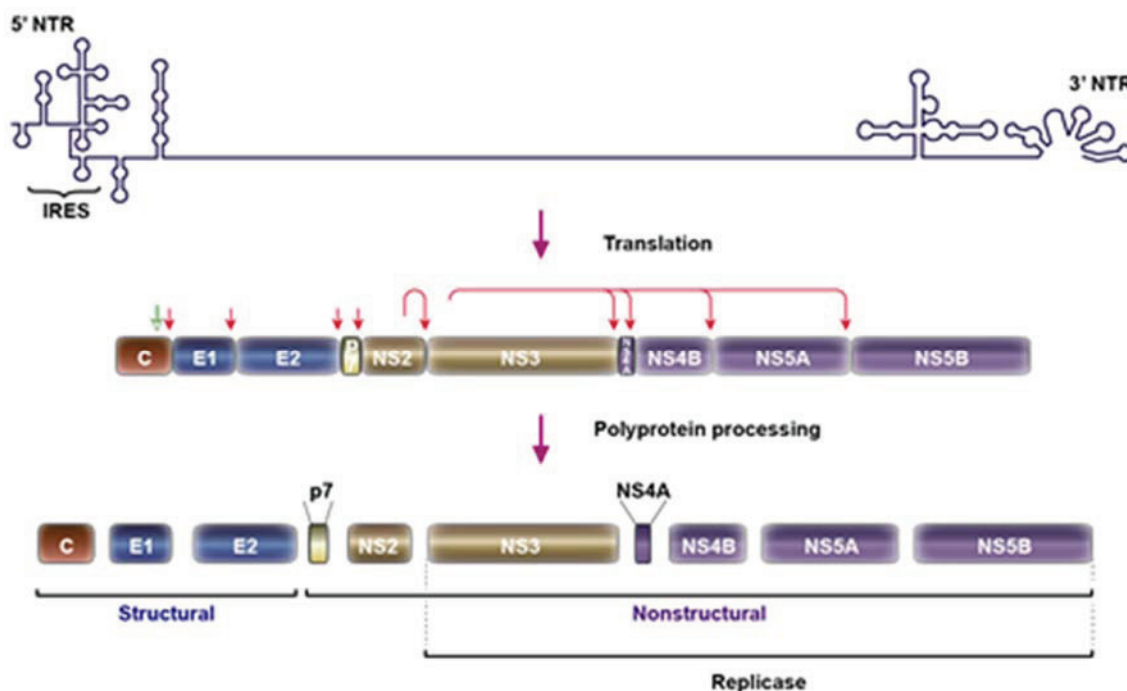 5' NTR
3' NTR
IRES
Translation
C E1 E2 p7 NS2 NS3 NS4B NS5A NS5B
Polyprotein processing
p7 NS4A
C E1 E2 NS2 NS3 NS4B NS5A NS5B
Structural Nonstructural
Replicase